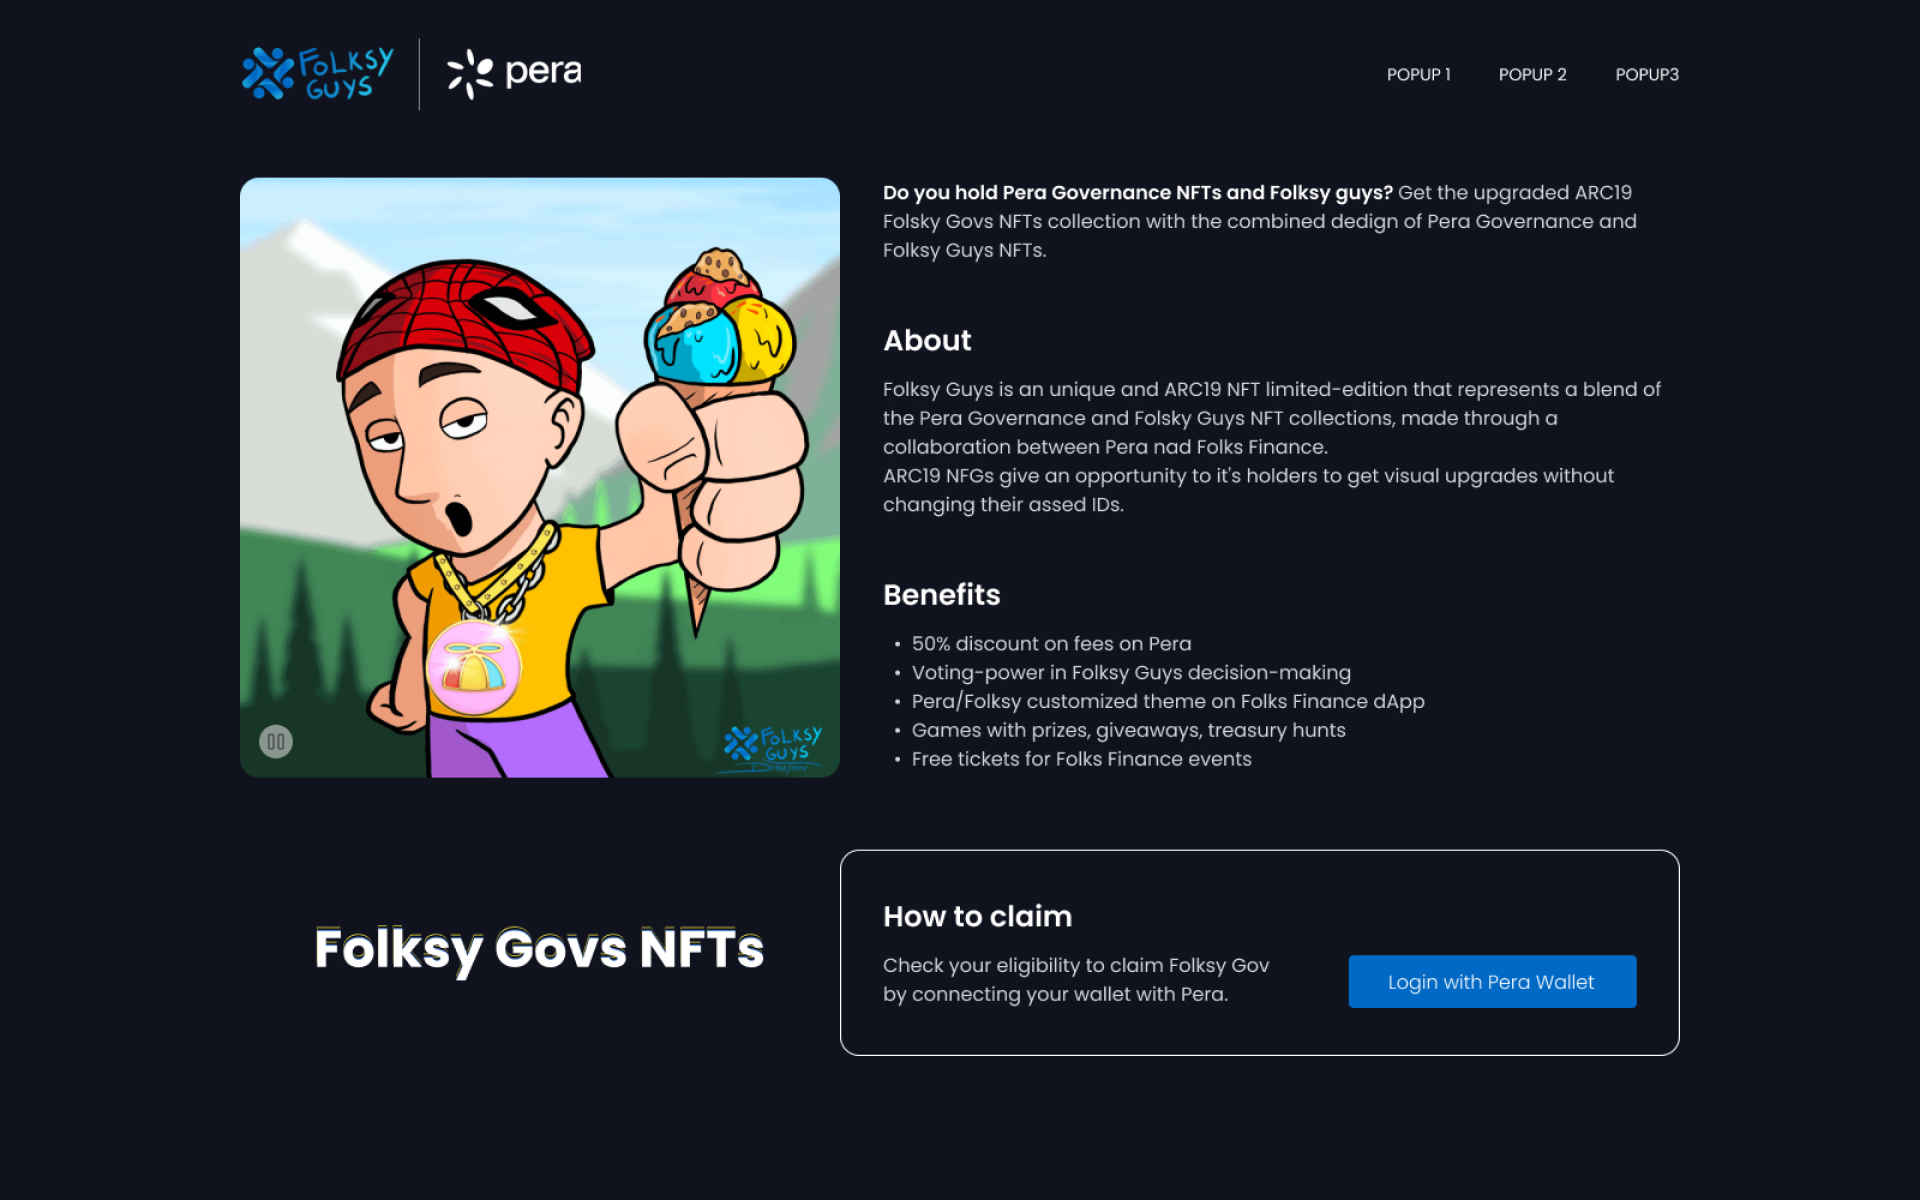 FOLKSY
GUYS
pera
POPUP 1
POPUP 2
POPUP3
Do you hold Pera Governance NFTs and Folksy guys? Get the upgraded ARC19
Folsky Govs NFTs collection with the combined dedign of Pera Governance and
Folksy Guys NFTs.
About
Folksy Guys is an unique and ARC19 NFT limited-edition that represents a blend of
the Pera Governance and Folsky Guys NFT collections, made through a
collaboration between Pera nad Folks Finance.
ARC19 NFGs give an opportunity to it's holders to get visual upgrades without
changing their assed IDs.
Benefits
• 50% discount on fees on Pera
• Voting-power in Folksy Guys decision-making
• Pera/Folksy customized theme on Folks Finance dApp
• Games with prizes, giveaways, treasury hunts
• Free tickets for Folks Finance events
FOLKSY
GUYS
Folksy Govs NFTs
How to claim
Check your eligibility to claim Folksy Gov
by connecting your wallet with Pera.
Login with Pera Wallet